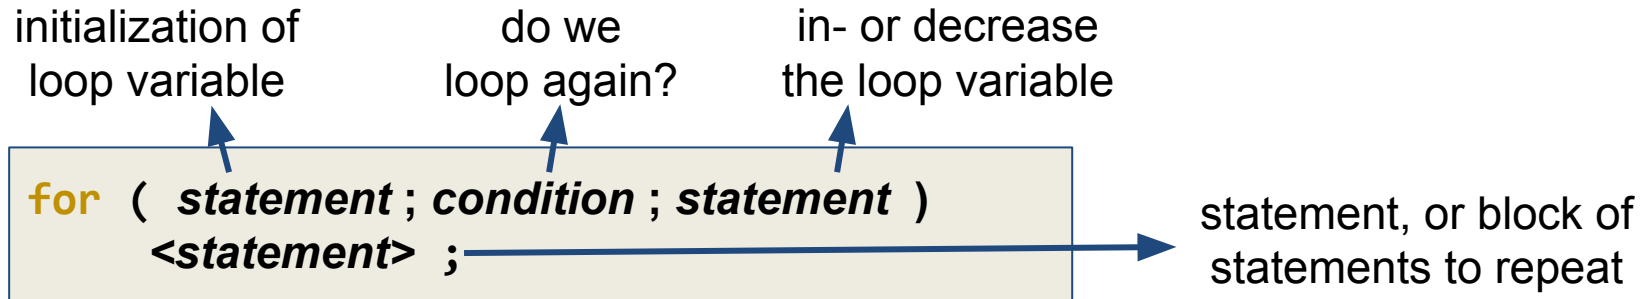 initialization of
loop variable
do we
loop again?
in- or decrease
the loop variable
for ( statement ; condition ; statement )
<statement> ;
statement, or block of
statements to repeat